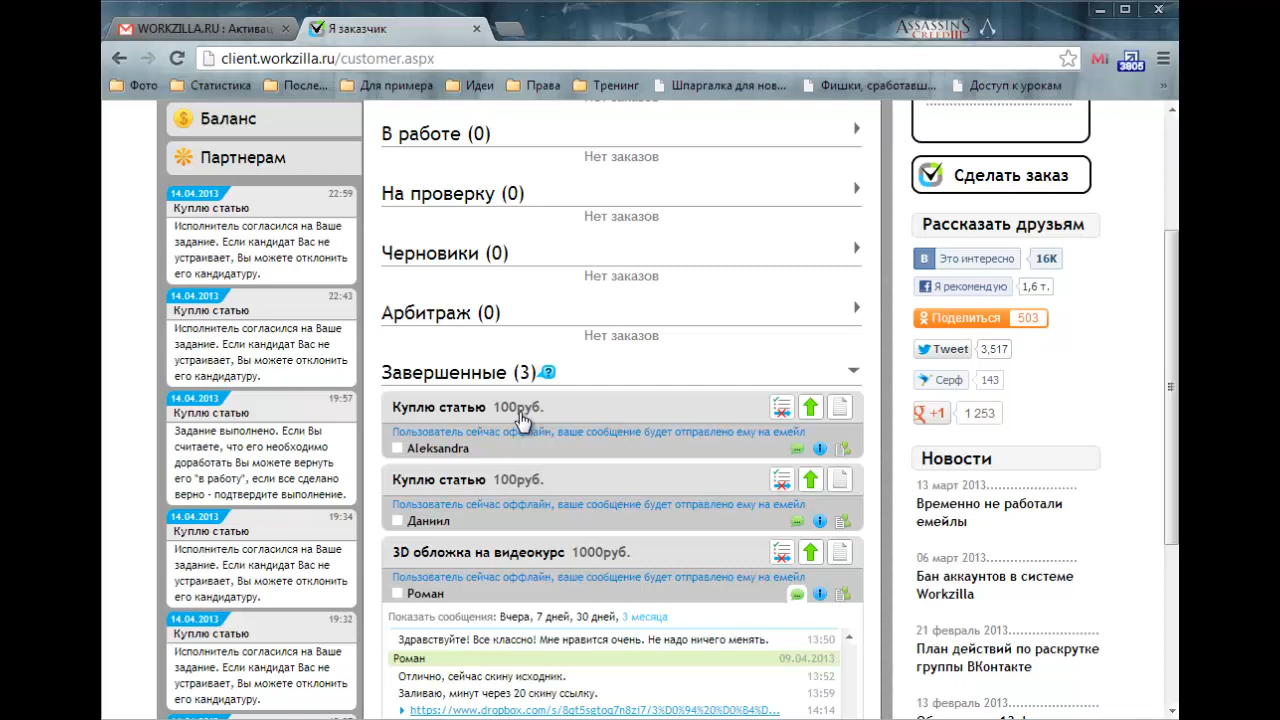 WORKZILLA.RU : Активац
Я заказчик
ASSASSINS
CREED III
client.workzilla.ru/customer.aspx
3805
Фото
Статистика
После...
Для примера
Идеи
Права
Тренинг
Шпаргалка для нов...
Фишки, сработавш...
Доступ к урокам
Баланс
Партнерам
14.04.2013 22:59
Куплю статью
Исполнитель согласился на Ваше
задание. Если кандидат Вас не
устраивает, Вы можете отклонить
его кандидатуру.
14.04.2013 22:43
Куплю статью
Исполнитель согласился на Ваше
задание. Если кандидат Вас не
устраивает, Вы можете отклонить
его кандидатуру.
14.04.2013 19:57
Куплю статью
Задание выполнено. Если Вы
считаете, что его необходимо
доработать Вы можете вернуть
его "в работу", если все сделано
верно - подтвердите выполнение.
14.04.2013 19:34
Куплю статью
Исполнитель согласился на Ваше
задание. Если кандидат Вас не
устраивает, Вы можете отклонить
его кандидатуру.
14.04.2013 19:32
Куплю статью
Исполнитель согласился на Ваше
задание. Если кандидат Вас не
устраивает, Вы можете отклонить
его кандидатуру.
Нет заказов
В работе (0)
Нет заказов
На проверку (0)
Нет заказов
Черновики (0)
Нет заказов
Арбитраж (0)
Нет заказов
Завершенные (3)
Куплю статью 100руб.
Пользователь сейчас оффлайн, ваше сообщение будет отправлено ему на емейл
Aleksandra
Куплю статью 100руб.
Пользователь сейчас оффлайн, ваше сообщение будет отправлено ему на емейл
Даниил
3D обложка на видеокурс 1000руб.
Пользователь сейчас оффлайн, ваше сообщение будет отправлено ему на емейл
Роман
Показать сообщения: Вчера, 7 дней, 30 дней, 3 месяца
Здравствуйте! Все классно! Мне нравится очень. Не надо ничего менять. 13:50
Роман 09.04.2013
Отлично, сейчас скину исходник. 13:52
Заливаю, минут через 20 скину ссылку. 13:59
14:14
Сделать заказ
Рассказать друзьям
В Это интересно 16K
Я рекомендую 1,6 т.
Поделиться 503
Tweet 3,517
Серф 143
g +1 1 253
Новости
13 март 2013
Временно не работали
емейлы
06 март 2013
Бан аккаунтов в системе
Workzilla
21 февраль 2013
План действий по раскрутке
группы ВКонтакте
13 февраль 2013